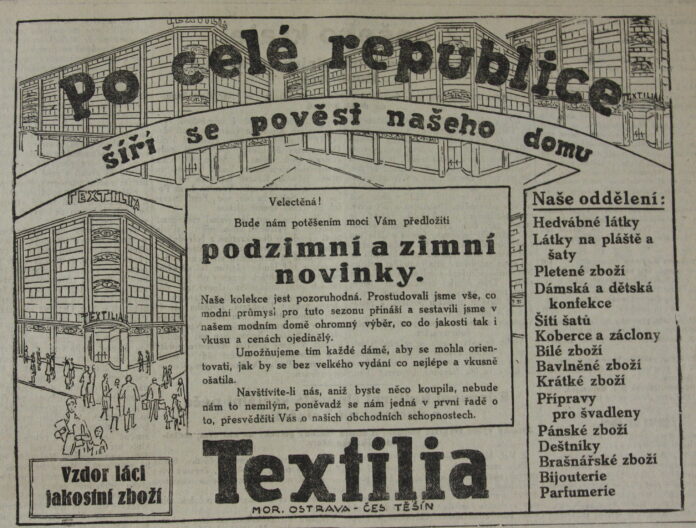 TEXTILIA
Po celé republice
TEXTILIA
šíří se pověst našeho domu
TEXTILIA
TEXTILIA
Velectěná!
Bude nám potěšením moci Vám předložiti
podzimní a zimní
novinky.
Naše kolekce jest pozoruhodná. Prostudovali jsme vše, co
modní průmysl pro tuto sezonu přináší a sestavili jsme v
našem modním domě ohromný výběr, co do jakosti tak i
vkusu a cenách ojedinělý.
Umožňujeme tím každé dámě, aby se mohla orien-
tovati, jak by se bez velkého vydání co nejlépe a vkusně
ošatila.
Navštívíte-li nás, aniž byste něco koupila, nebude
nám to nemilým, poněvadž se nám jedná v první řadě o
to, přesvědčiti Vás o našich obchodních schopnostech.
Naše oddělení:
Hedvábné látky
Látky na pláště a
šaty
Pletené zboží
Dámská a dětská
konfekce
Šití šatů
Koberce a záclony
Bílé zboží
Bavlněné zboží
Krátké zboží
Přípravy
pro švadleny
Pánské zboží
Deštníky
Brašnářské zboží
Bijouterie
Parfumerie
Vzdor láci
jakostní zboží
Textilia
MOR. OSTRAVA - ČES TĚŠÍN